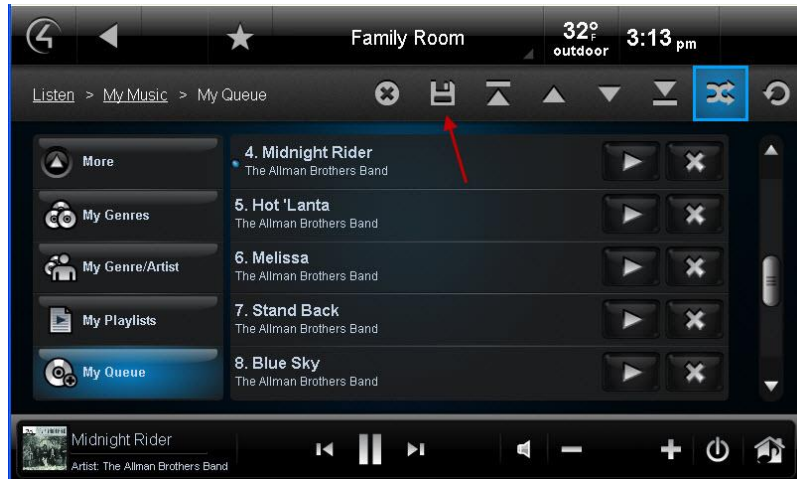 Family Room
32°F
outdoor
3:13 pm
Listen > My Music > My Queue
More
My Genres
My Genre/Artist
My Playlists
My Queue
4. Midnight Rider
The Allman Brothers Band
5. Hot 'Lanta
The Allman Brothers Band
6. Melissa
The Allman Brothers Band
7. Stand Back
The Allman Brothers Band
8. Blue Sky
The Allman Brothers Band
Midnight Rider
Artist: The Allman Brothers Band